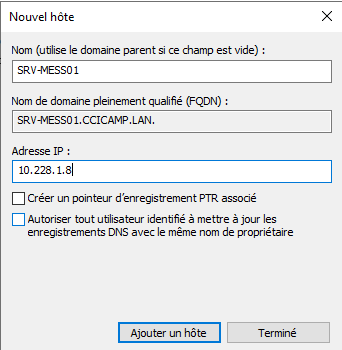 Nouvel hôte
Nom (utilise le domaine parent si ce champ est vide) :
SRV-MESS01
Nom de domaine pleinement qualifié (FQDN) :
SRV-MESS01.CCICAMP.LAN.
Adresse IP :
10.228.1.8
Créer un pointeur d'enregistrement PTR associé
Autoriser tout utilisateur identifié à mettre à jour les
enregistrements DNS avec le même nom de propriétaire
Ajouter un hôte
Terminé